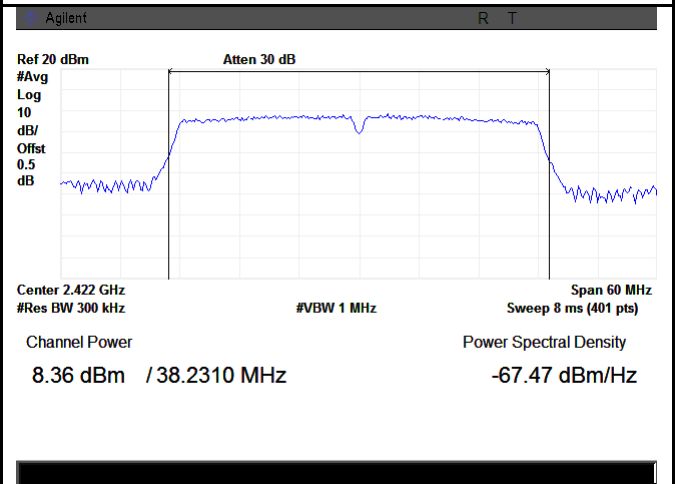 Agilent R T
Ref 20 dBm Atten 30 dB
#Avg
Log
10
dB/
Offst
0.5
dB
Center 2.422 GHz Span 60 MHz
#Res BW 300 kHz #VBW 1 MHz Sweep 8 ms (401 pts)
Channel Power Power Spectral Density
8.36 dBm / 38.2310 MHz -67.47 dBm/Hz